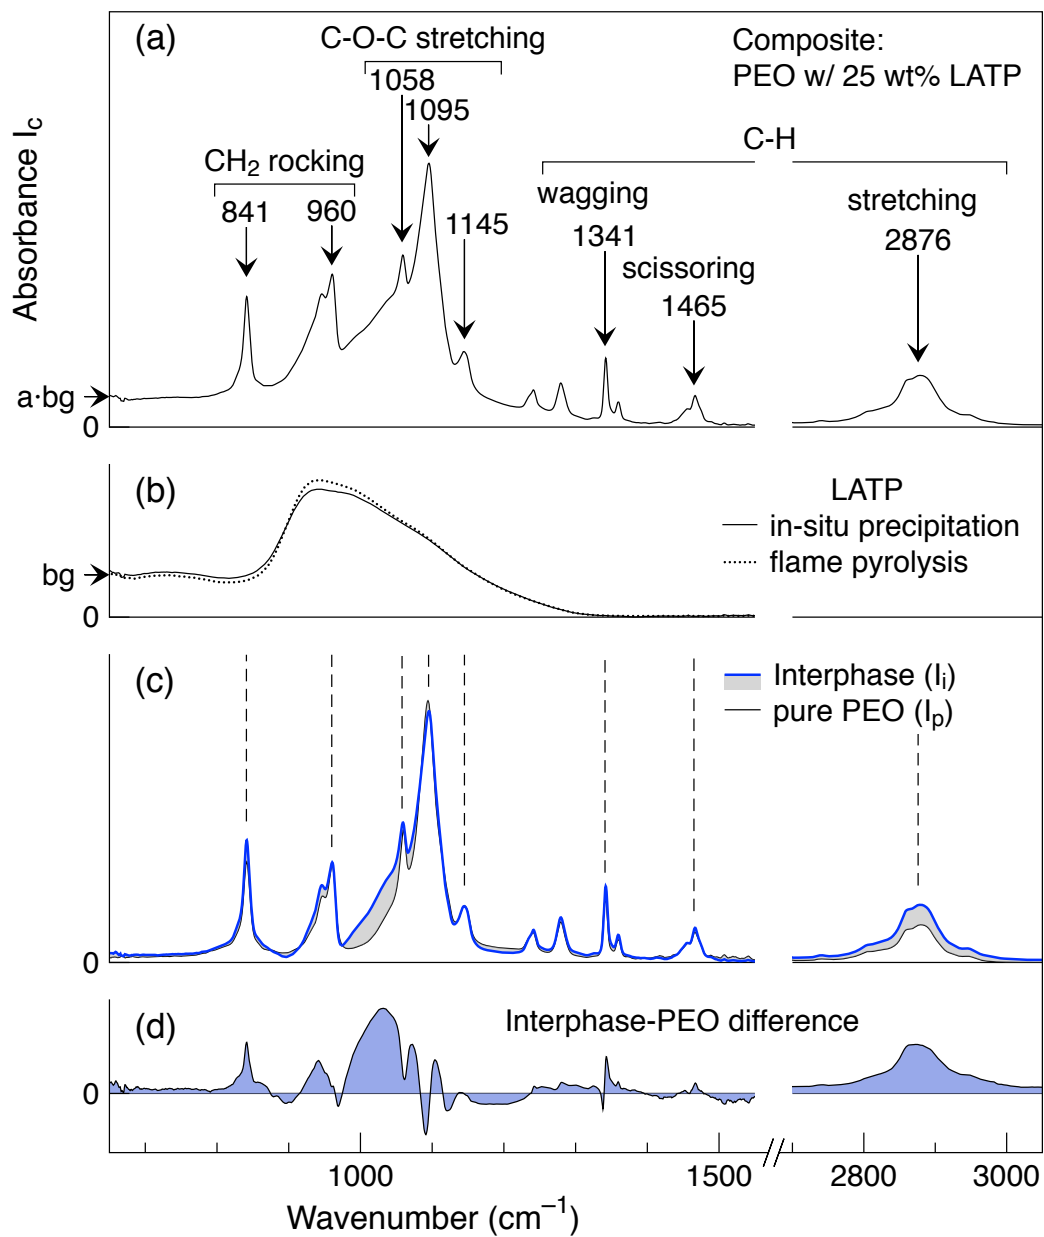 (a)
C-O-C stretching
1058
1095
Composite:
PEO w/ 25 wt% LATP
C-H
CH₂ rocking
841
960
1145
wagging
1341
scissoring
1465
stretching
2876
Absorbance I_c
a·bg
0
(b)
LATP
in-situ precipitation
flame pyrolysis
bg
0
(c)
Interphase (Iᵢ)
pure PEO (Iₚ)
0
(d)
Interphase-PEO difference
0
1000
1500
2800
3000
Wavenumber (cm⁻¹)